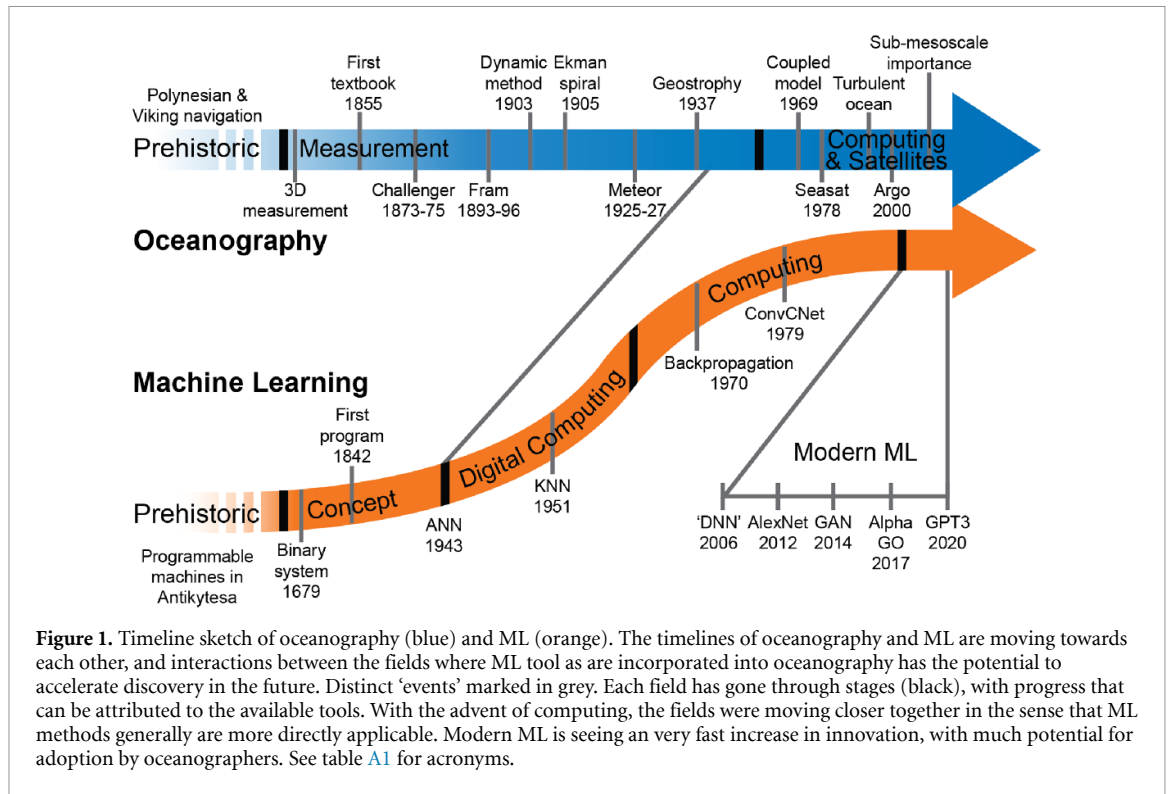 Polynesian &
Viking navigation
Prehistoric
Measurement
First
textbook
1855
Dynamic
method
1903
Ekman
spiral
1905
Geostrophy
1937
Coupled
model
1969
Turbulent
ocean
Sub-mesoscale
importance
Computing
& Satellites
3D
measurement
Challenger
1873-75
Fram
1893-96
Meteor
1925-27
Seasat
1978
Argo
2000
Oceanography
Machine Learning
Prehistoric
Programmable
machines in
Antikytesa
Binary
system
1679
First
program
1842
Concept
ANN
1943
Digital Computing
KNN
1951
Backpropagation
1970
Computing
ConvCNet
1979
Modern ML
‘DNN’
2006
AlexNet
2012
GAN
2014
Alpha
GO
2017
GPT3
2020
Figure 1. Timeline sketch of oceanography (blue) and ML (orange). The timelines of oceanography and ML are moving towards
each other, and interactions between the fields where ML tool as are incorporated into oceanography has the potential to
accelerate discovery in the future. Distinct ‘events’ marked in grey. Each field has gone through stages (black), with progress that
can be attributed to the available tools. With the advent of computing, the fields were moving closer together in the sense that ML
methods generally are more directly applicable. Modern ML is seeing an very fast increase in innovation, with much potential for
adoption by oceanographers. See table A1 for acronyms.